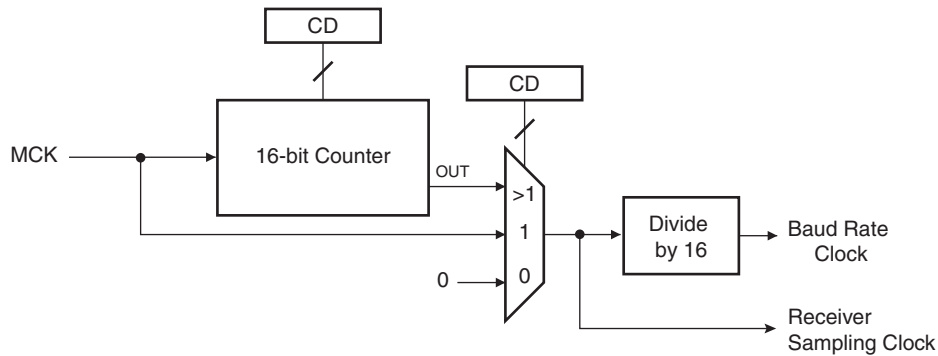 CD
CD
MCK
16-bit Counter
OUT
>1
1
0
0
Divide
by 16
Baud Rate
Clock
Receiver
Sampling Clock